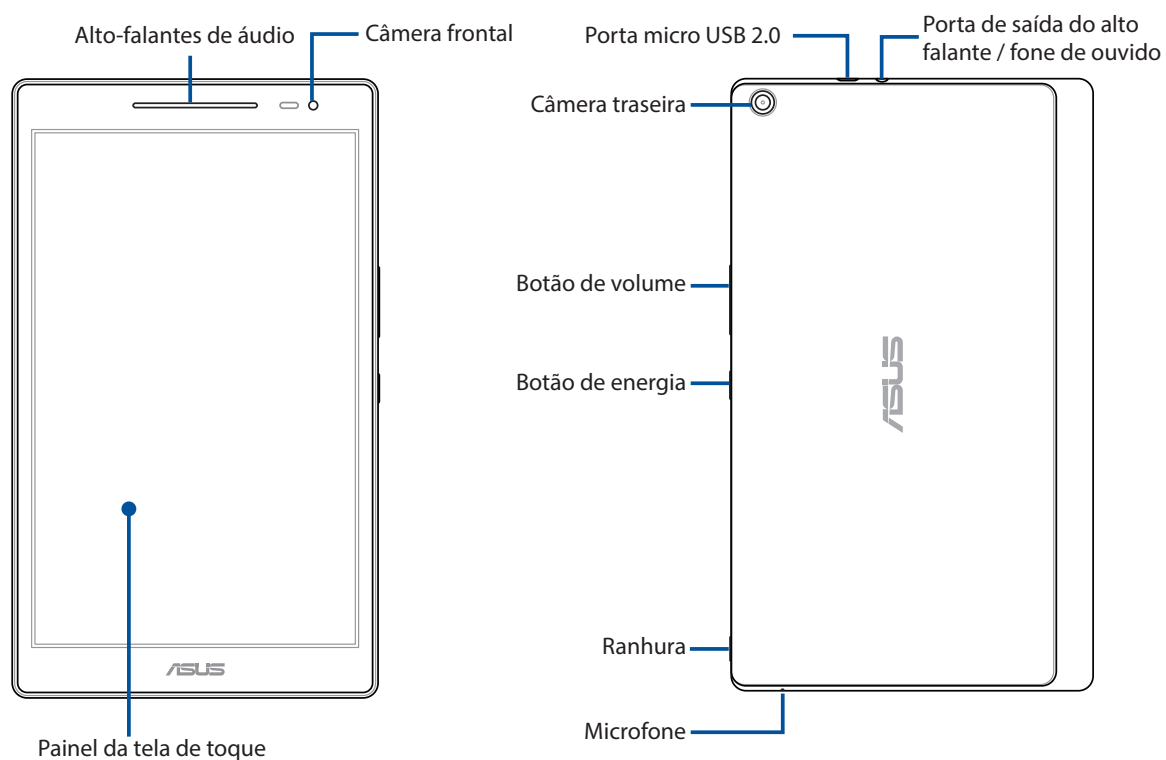 Alto-falantes de áudio
Câmera frontal
ASUS
Painel da tela de toque
Porta micro USB 2.0
Porta de saída do alto
falante / fone de ouvido
Câmera traseira
Botão de volume
Botão de energia
ASUS
Ranhura
Microfone